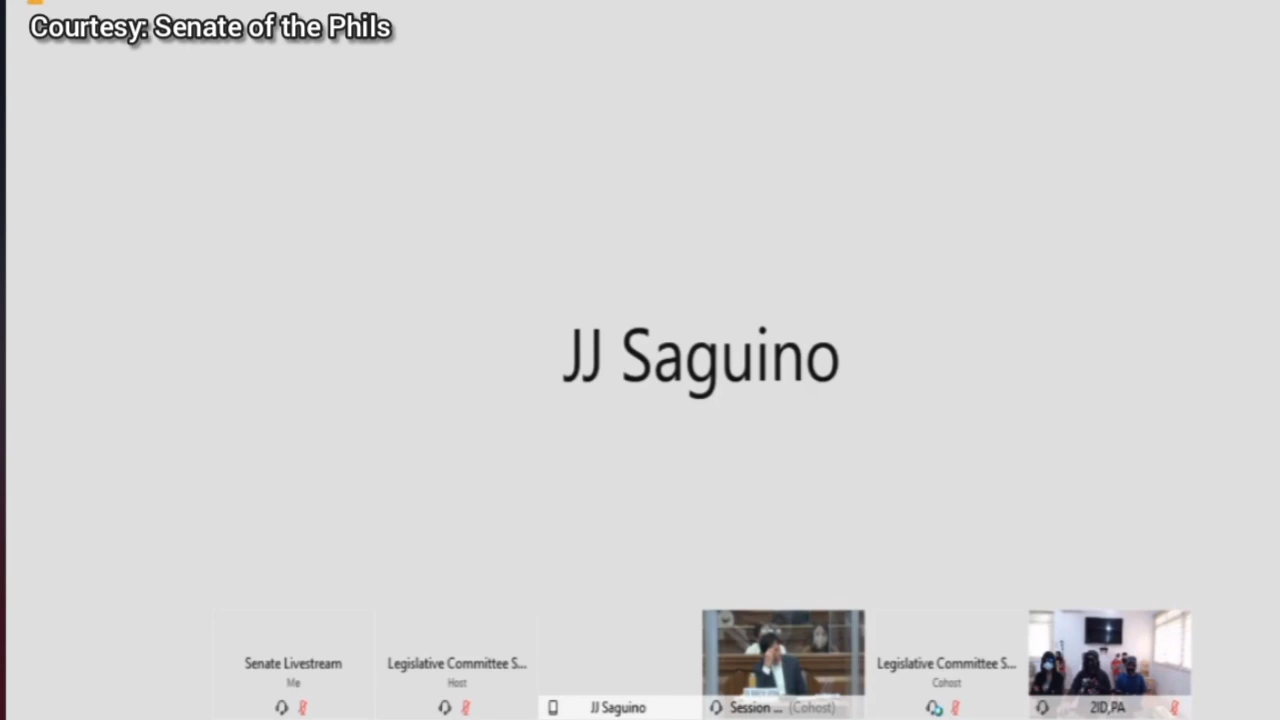 Courtesy: Senate of the Phils
JJ Saguino
Senate Livestream
Me
Legislative Committee S...
Host
JJ Saguino
Session ... (Cohost)
Legislative Committee S...
Cohost
2ID,PA